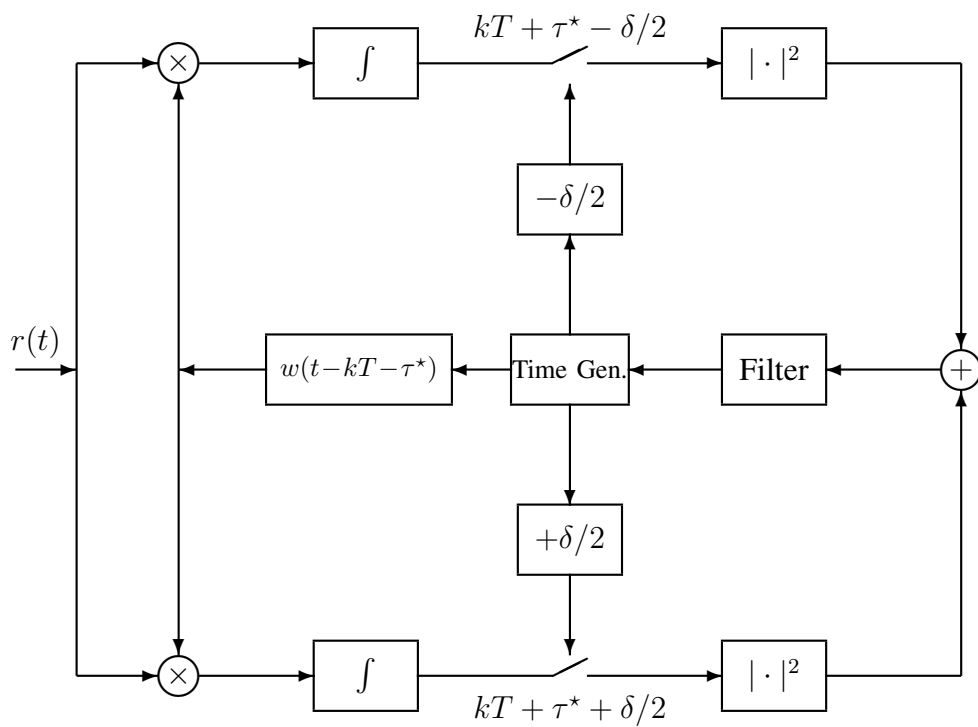 kT + τ⋆ − δ/2
×
∫
| · |²
−δ/2
r(t)
w(t−kT−τ⋆)
Time Gen.
Filter
+
+δ/2
×
∫
| · |²
kT + τ⋆ + δ/2